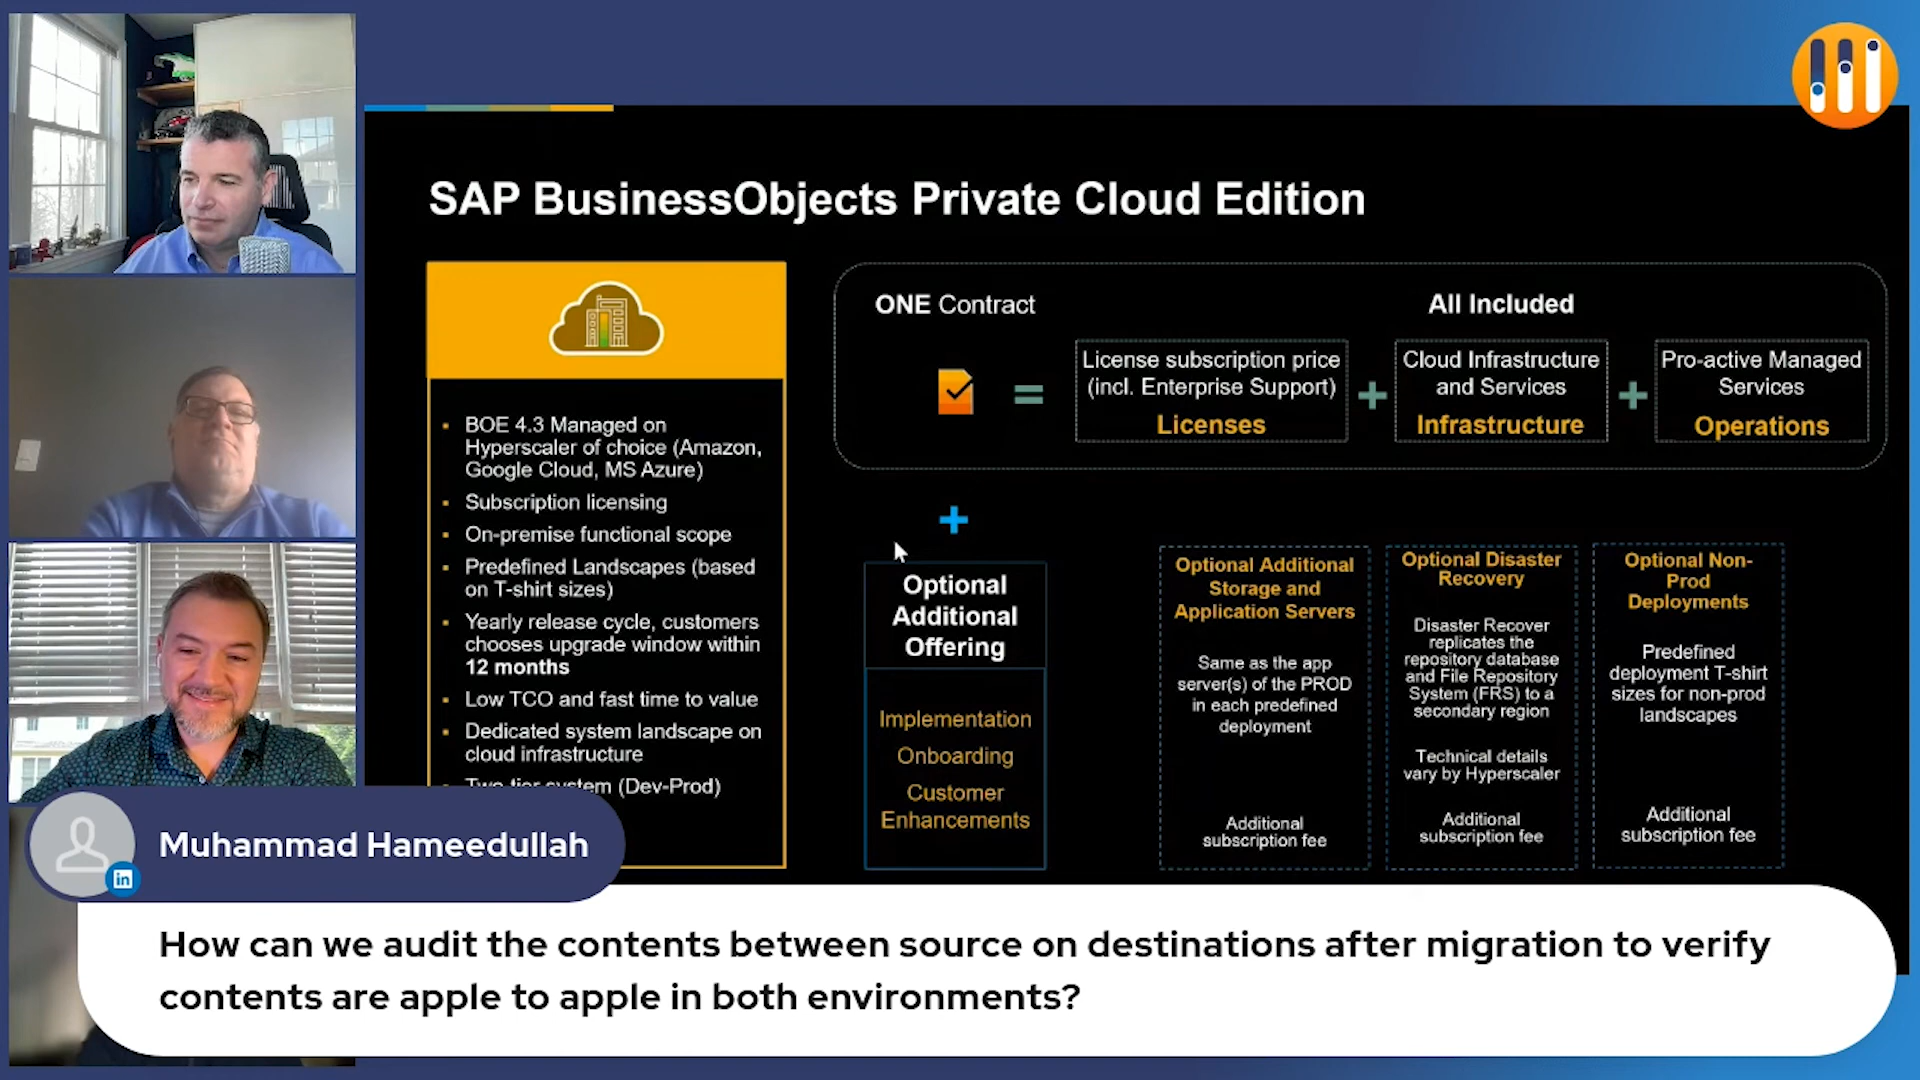 SAP BusinessObjects Private Cloud Edition
BOE 4.3 Managed on
Hyperscaler of choice (Amazon,
Google Cloud, MS Azure)
Subscription licensing
On-premise functional scope
Predefined Landscapes (based
on T-shirt sizes)
Yearly release cycle, customers
chooses upgrade window within
12 months
Low TCO and fast time to value
Dedicated system landscape on
cloud infrastructure
Two-tier system (Dev-Prod)
ONE Contract
All Included
License subscription price
(incl. Enterprise Support)
Licenses
Cloud Infrastructure
and Services
Infrastructure
Pro-active Managed
Services
Operations
Optional
Additional
Offering
Implementation
Onboarding
Customer
Enhancements
Optional Additional
Storage and
Application Servers
Same as the app
server(s) of the PROD
in each predefined
deployment
Additional
subscription fee
Optional Disaster
Recovery
Disaster Recover
replicates the
repository database
and File Repository
System (FRS) to a
secondary region
Technical details
vary by Hyperscaler
Additional
subscription fee
Optional Non-
Prod
Deployments
Predefined
deployment T-shirt
sizes for non-prod
landscapes
Additional
subscription fee
Muhammad Hameedullah
in
How can we audit the contents between source on destinations after migration to verify
contents are apple to apple in both environments?